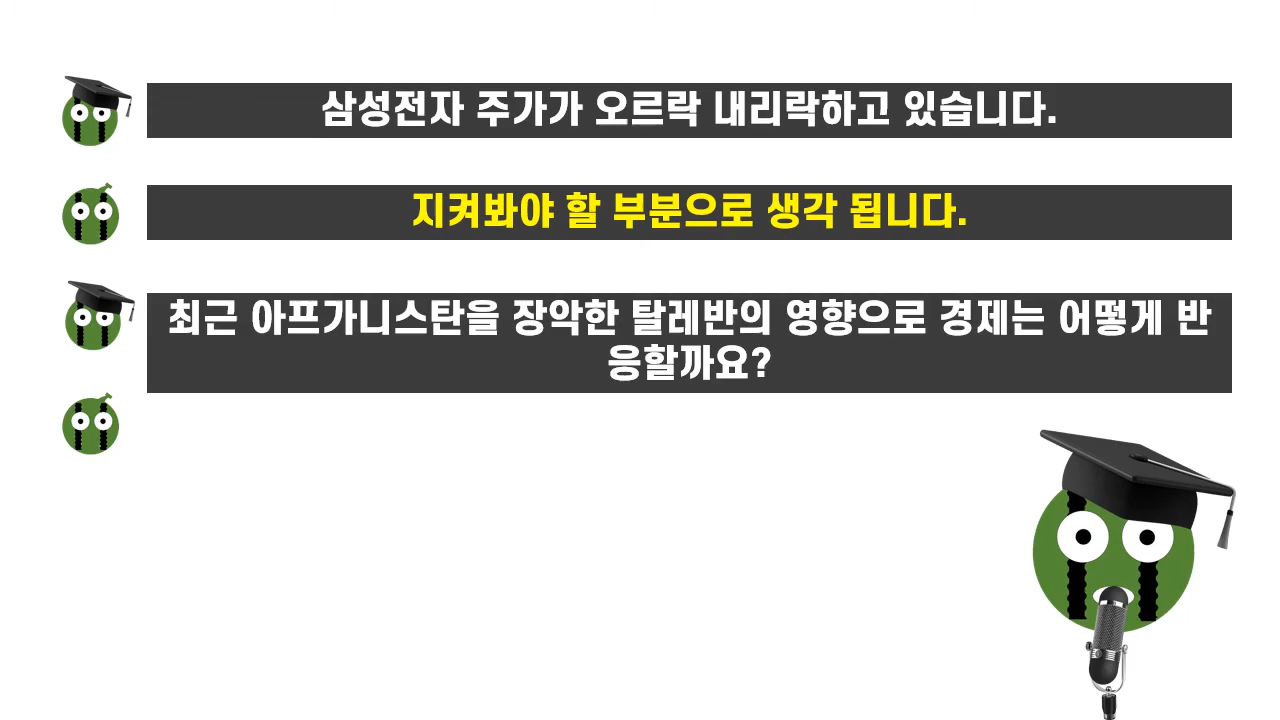 삼성전자 주가가 오르락 내리락하고 있습니다.
지켜봐야 할 부분으로 생각 됩니다.
최근 아프가니스탄을 장악한 탈레반의 영향으로 경제는 어떻게 반
응할까요?